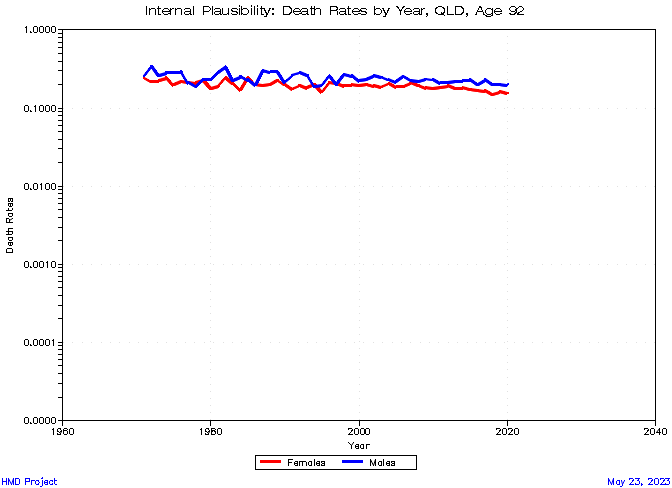 Internal Plausibility: Death Rates by Year, QLD, Age 92
1.0000
0.1000
0.0100
0.0010
0.0001
0.0000
Death Rates
1960
1980
2000
2020
2040
Year
Females
Males
HMD Project
May 23, 2023